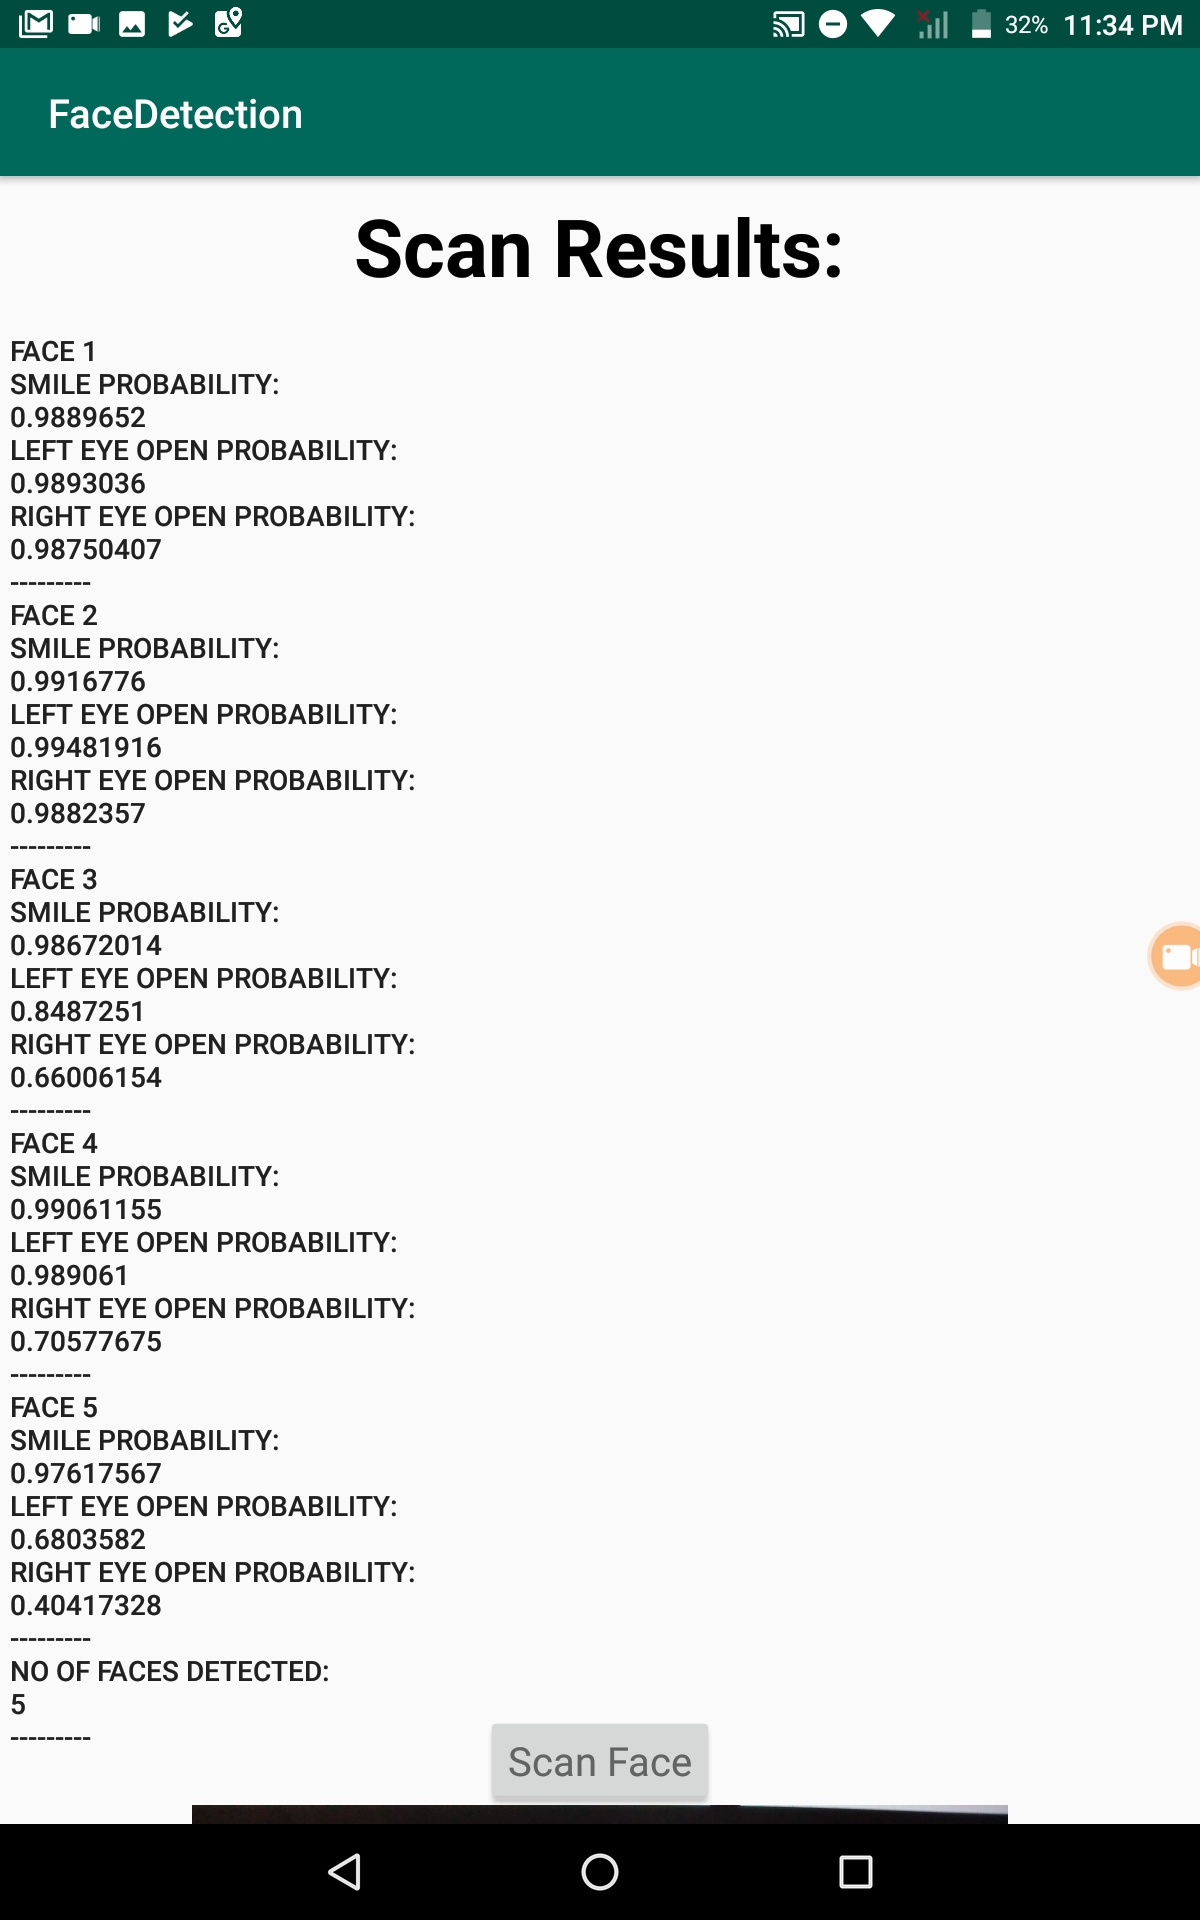 32% 11:34 PM
FaceDetection
Scan Results:
FACE 1
SMILE PROBABILITY:
0.9889652
LEFT EYE OPEN PROBABILITY:
0.9893036
RIGHT EYE OPEN PROBABILITY:
0.98750407
---------
FACE 2
SMILE PROBABILITY:
0.9916776
LEFT EYE OPEN PROBABILITY:
0.99481916
RIGHT EYE OPEN PROBABILITY:
0.9882357
---------
FACE 3
SMILE PROBABILITY:
0.98672014
LEFT EYE OPEN PROBABILITY:
0.8487251
RIGHT EYE OPEN PROBABILITY:
0.66006154
---------
FACE 4
SMILE PROBABILITY:
0.99061155
LEFT EYE OPEN PROBABILITY:
0.989061
RIGHT EYE OPEN PROBABILITY:
0.70577675
---------
FACE 5
SMILE PROBABILITY:
0.97617567
LEFT EYE OPEN PROBABILITY:
0.6803582
RIGHT EYE OPEN PROBABILITY:
0.40417328
---------
NO OF FACES DETECTED:
5
---------
Scan Face